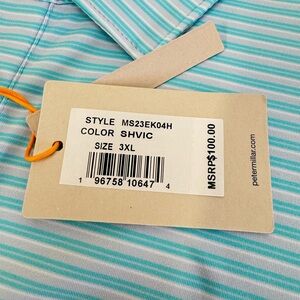 STYLE MS23EK04H
COLOR SHVIC
SIZE 3XL
1 96758 10647 4
MSRP$100.00
petermillar.com